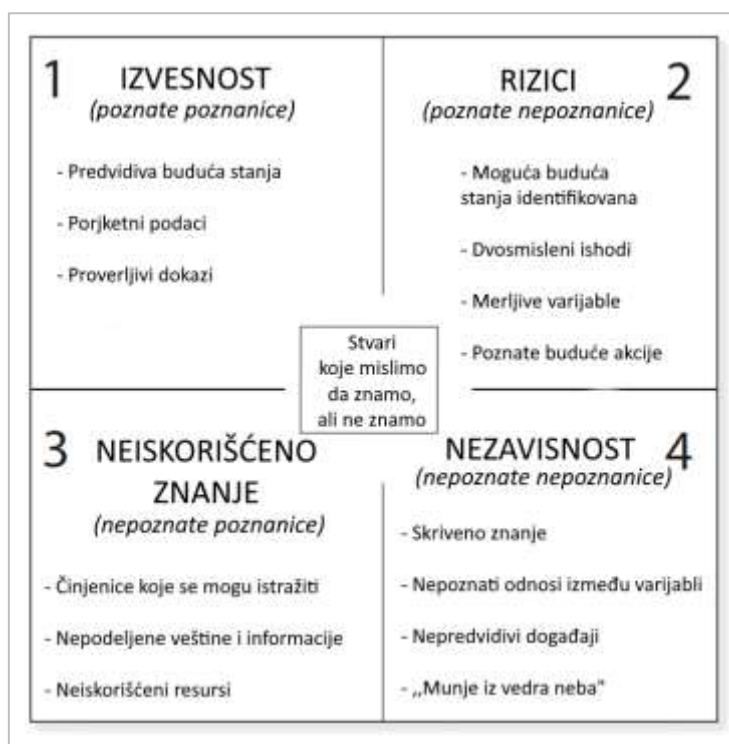 1 IZVESNOST
(poznate poznanice)
- Predvidiva buduća stanja
- Porjketni podaci
- Proverljivi dokazi
RIZICI 2
(poznate nepoznanice)
- Moguća buduća
stanja identifikovana
- Dvosmisleni ishodi
- Merljive varijable
- Poznate buduće akcije
Stvari
koje mislimo
da znamo,
ali ne znamo
3 NEISKORIŠĆENO
ZNANJE
(nepoznate poznanice)
- Činjenice koje se mogu istražiti
- Nepodeljene veštine i informacije
- Neiskorišćeni resursi
NEZAVISNOST 4
(nepoznate nepoznanice)
- Skriveno znanje
- Nepoznati odnosi između varijabli
- Nepredvidivi događaji
- ,,Munje iz vedra neba"